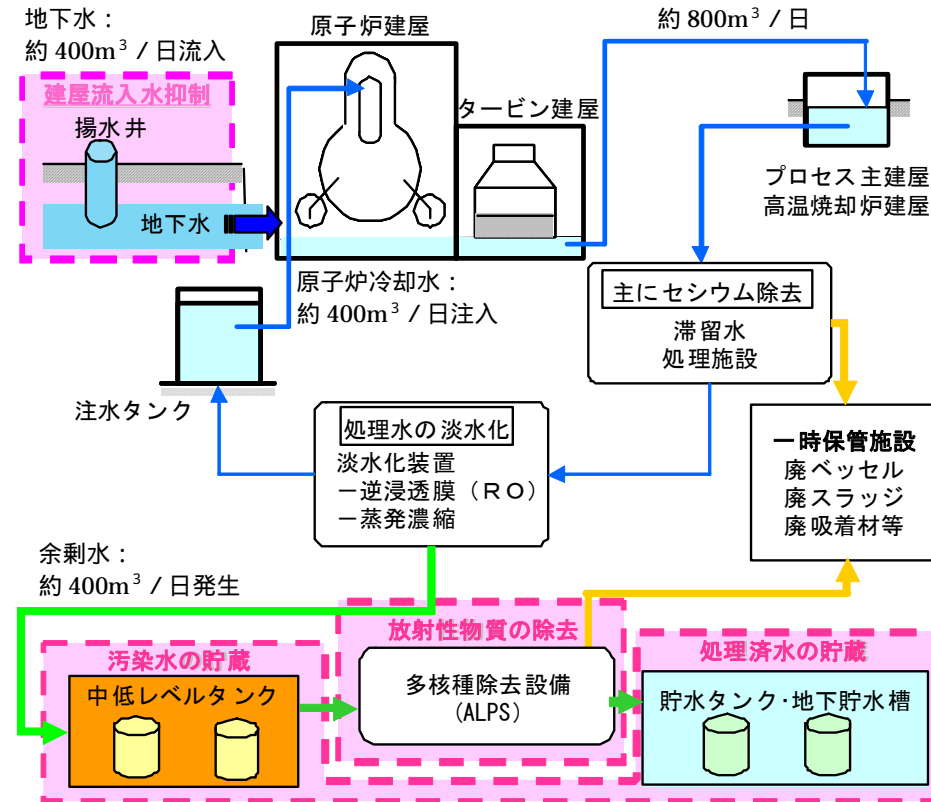 地下水：
約 400m³ / 日流入
建屋流入水抑制
揚水井
地下水
原子炉建屋
タービン建屋
約 800m³ / 日
プロセス主建屋
高温焼却炉建屋
原子炉冷却水：
約 400m³ / 日注入
注水タンク
主にセシウム除去
滞留水
処理施設
処理水の淡水化
淡水化装置
－逆浸透膜（ＲＯ）
－蒸発濃縮
一時保管施設
廃ベッセル
廃スラッジ
廃吸着材等
余剰水：
約 400m³ / 日発生
汚染水の貯蔵
中低レベルタンク
放射性物質の除去
多核種除去設備
(ALPS)
処理済水の貯蔵
貯水タンク・地下貯水槽